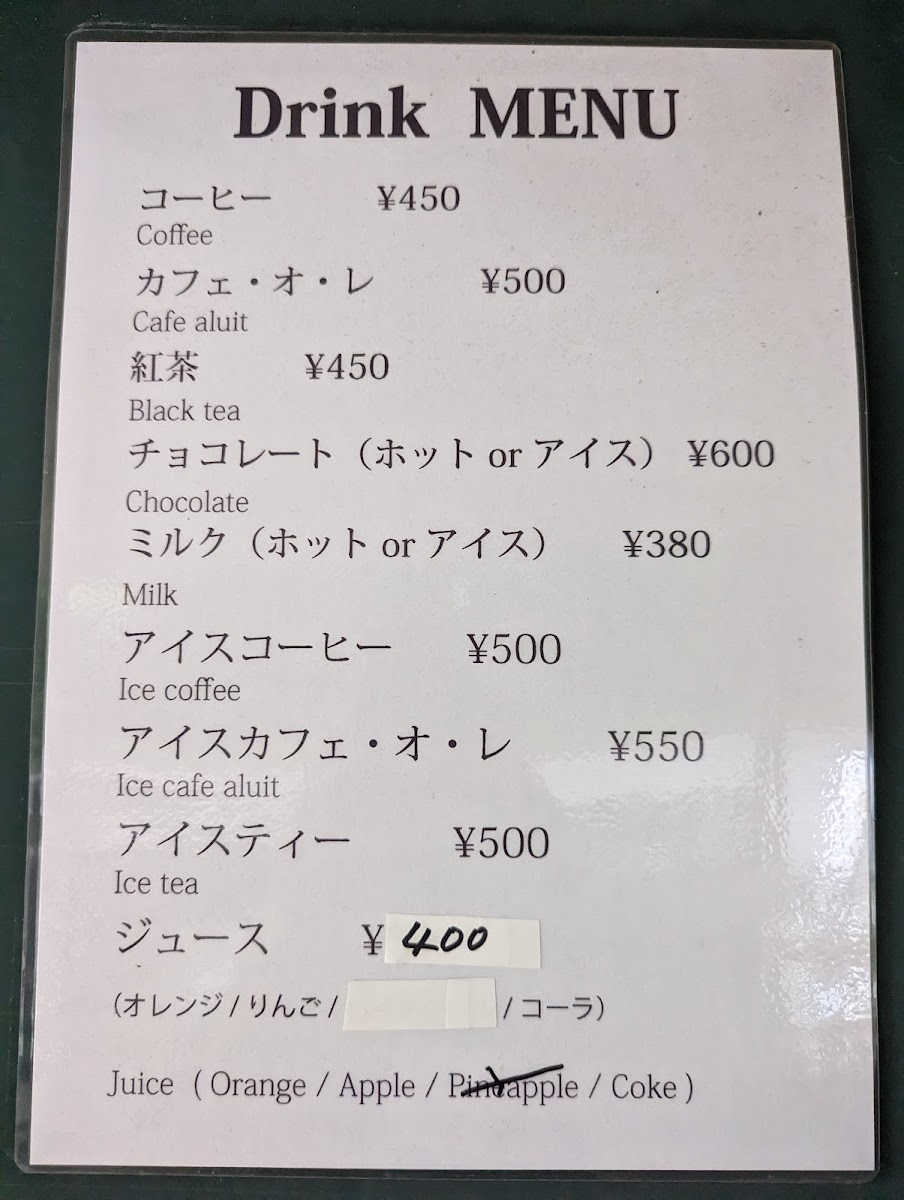 Drink MENU
コーヒー ¥450
Coffee
カフェ・オ・レ ¥500
Cafe aluit
紅茶 ¥450
Black tea
チョコレート（ホット or アイス） ¥600
Chocolate
ミルク（ホット or アイス） ¥380
Milk
アイスコーヒー ¥500
Ice coffee
アイスカフェ・オ・レ ¥550
Ice cafe aluit
アイスティー ¥500
Ice tea
ジュース ¥400
（オレンジ / りんご / / コーラ）
Juice ( Orange / Apple / Pineapple / Coke )